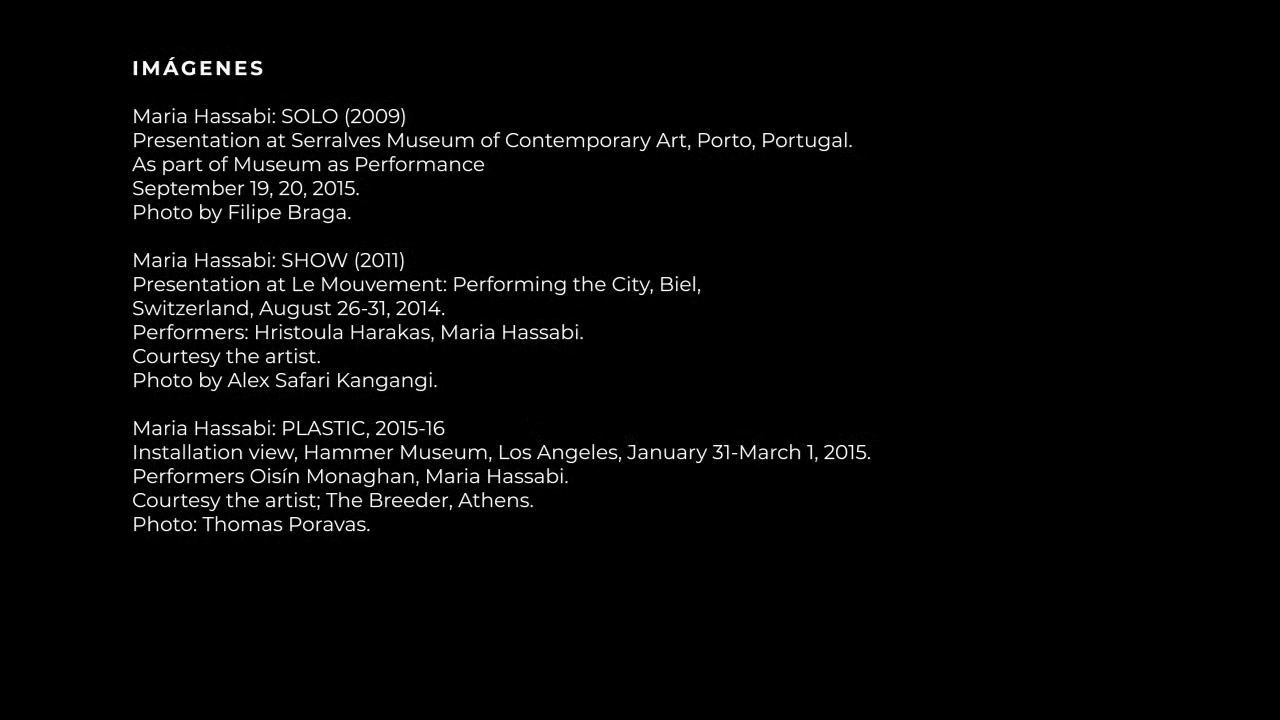 IMÁGENES
Maria Hassabi: SOLO (2009)
Presentation at Serralves Museum of Contemporary Art, Porto, Portugal.
As part of Museum as Performance
September 19, 20, 2015.
Photo by Filipe Braga.
Maria Hassabi: SHOW (2011)
Presentation at Le Mouvement: Performing the City, Biel,
Switzerland, August 26-31, 2014.
Performers: Hristoula Harakas, Maria Hassabi.
Courtesy the artist.
Photo by Alex Safari Kangangi.
Maria Hassabi: PLASTIC, 2015-16
Installation view, Hammer Museum, Los Angeles, January 31-March 1, 2015.
Performers Oisín Monaghan, Maria Hassabi.
Courtesy the artist; The Breeder, Athens.
Photo: Thomas Poravas.